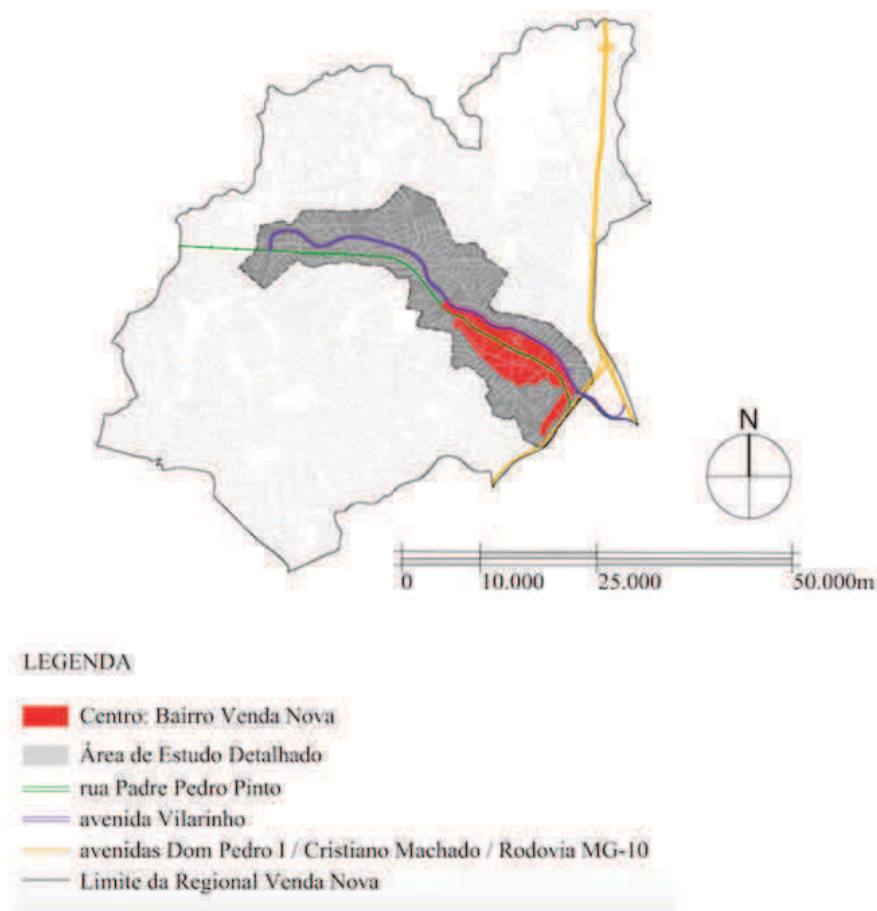 N
0 10.000 25.000 50.000m
LEGENDA
Centro: Bairro Venda Nova
Área de Estudo Detalhado
rua Padre Pedro Pinto
avenida Vilarinho
avenidas Dom Pedro I / Cristiano Machado / Rodovia MG-10
Limite da Regional Venda Nova